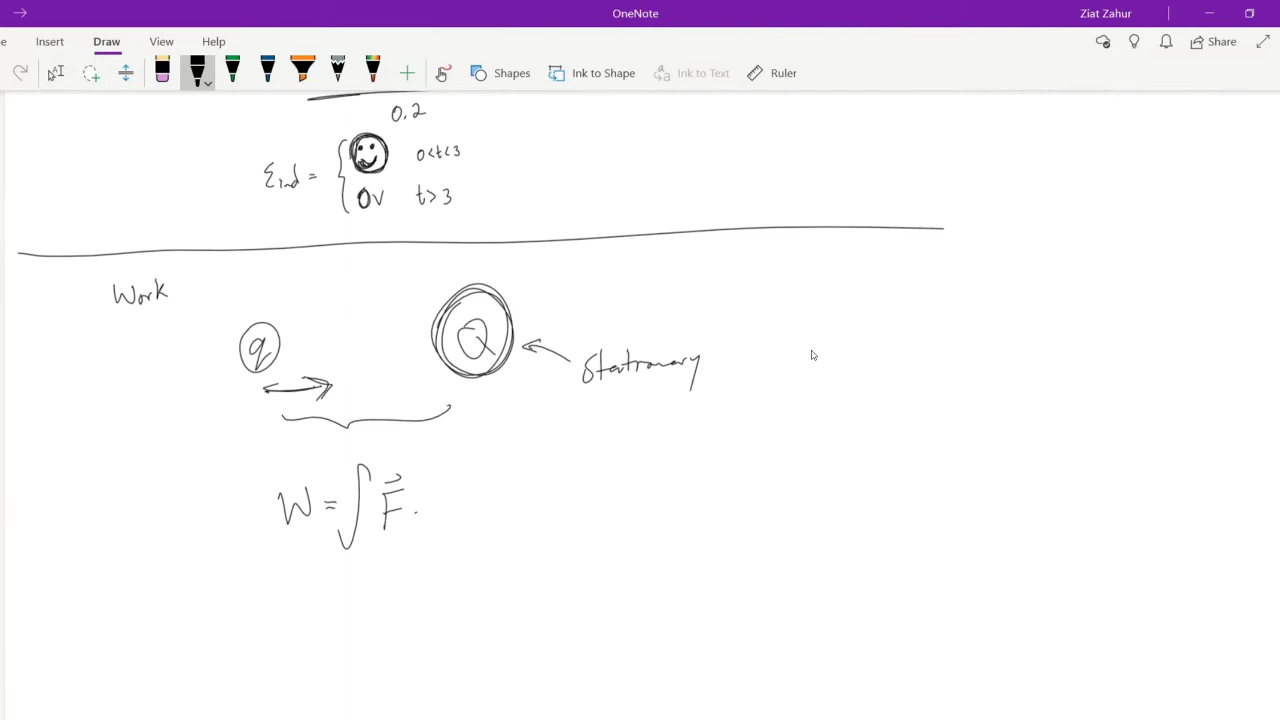 OneNote
Ziat Zahur
Insert Draw View Help Share
Shapes Ink to Shape Ink to Text Ruler
0.2
Ɛind = { 0<t<3
0V t>3
Work
q Q
Stationary
W = ∫ F⃗ ·